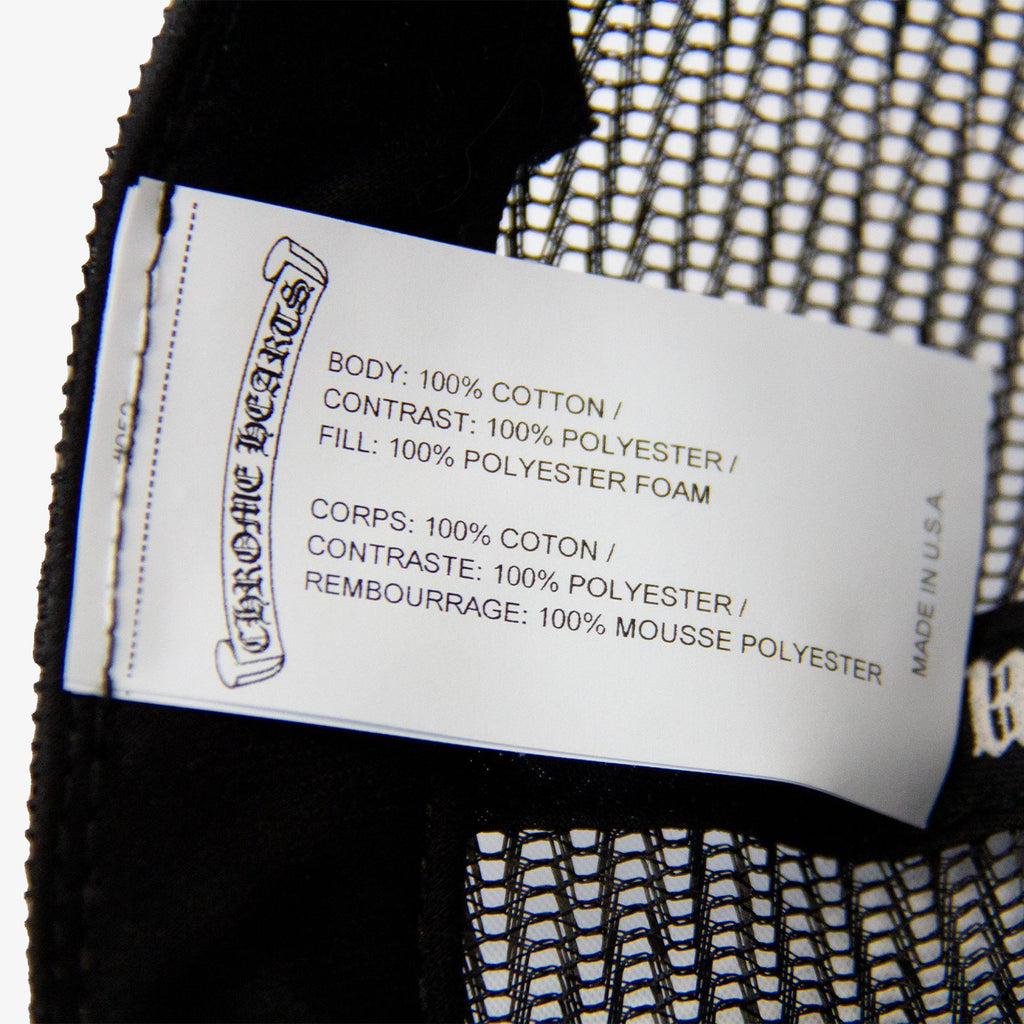 CHROME HEARTS
BODY: 100% COTTON /
CONTRAST: 100% POLYESTER /
FILL: 100% POLYESTER FOAM
CORPS: 100% COTON /
CONTRASTE: 100% POLYESTER /
REMBOURRAGE: 100% MOUSSE POLYESTER
MADE IN U.S.A.